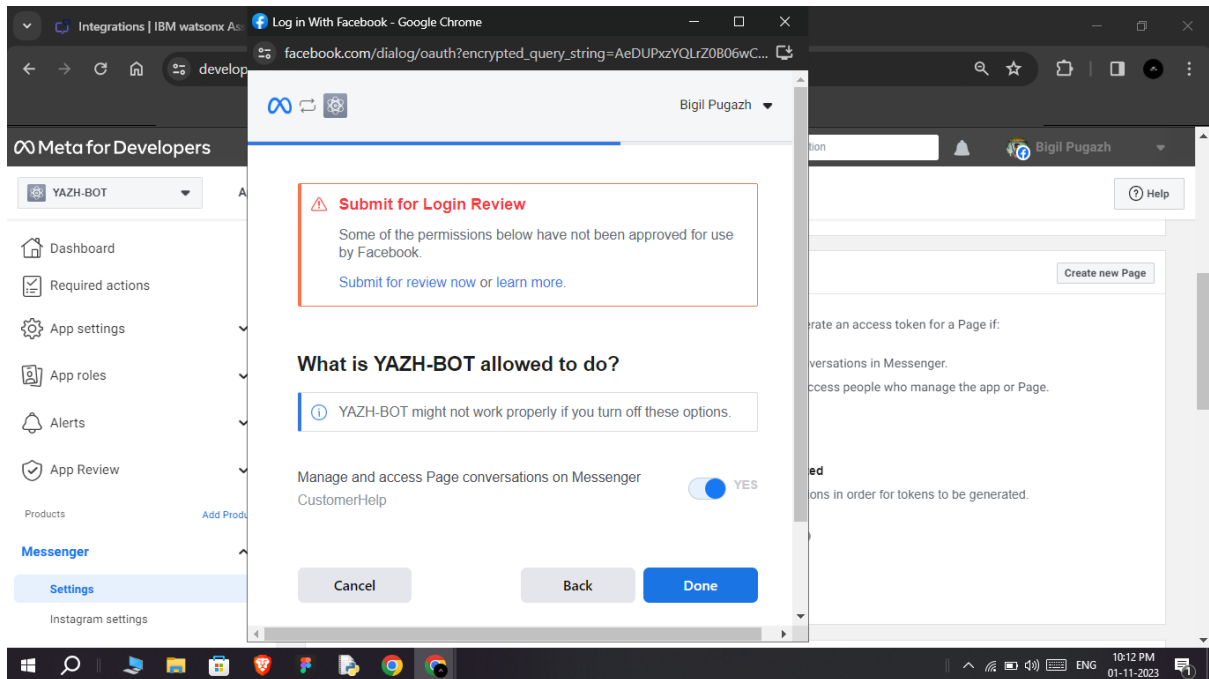 Integrations | IBM watsonx As
Log in With Facebook - Google Chrome
facebook.com/dialog/oauth?encrypted_query_string=AeDUPxzYQLrZ0B06wC...
develop
Bigil Pugazh
Meta for Developers
tion
Bigil Pugazh
YAZH-BOT
A
Help
Dashboard
Required actions
App settings
App roles
Alerts
App Review
Products
Add Produ
Messenger
Settings
Instagram settings
Submit for Login Review
Some of the permissions below have not been approved for use
by Facebook.
Submit for review now or learn more.
What is YAZH-BOT allowed to do?
YAZH-BOT might not work properly if you turn off these options.
Manage and access Page conversations on Messenger
YES
CustomerHelp
Cancel
Back
Done
Create new Page
erate an access token for a Page if:
versations in Messenger.
ccess people who manage the app or Page.
ed
ons in order for tokens to be generated.
ENG
10:12 PM
01-11-2023
1